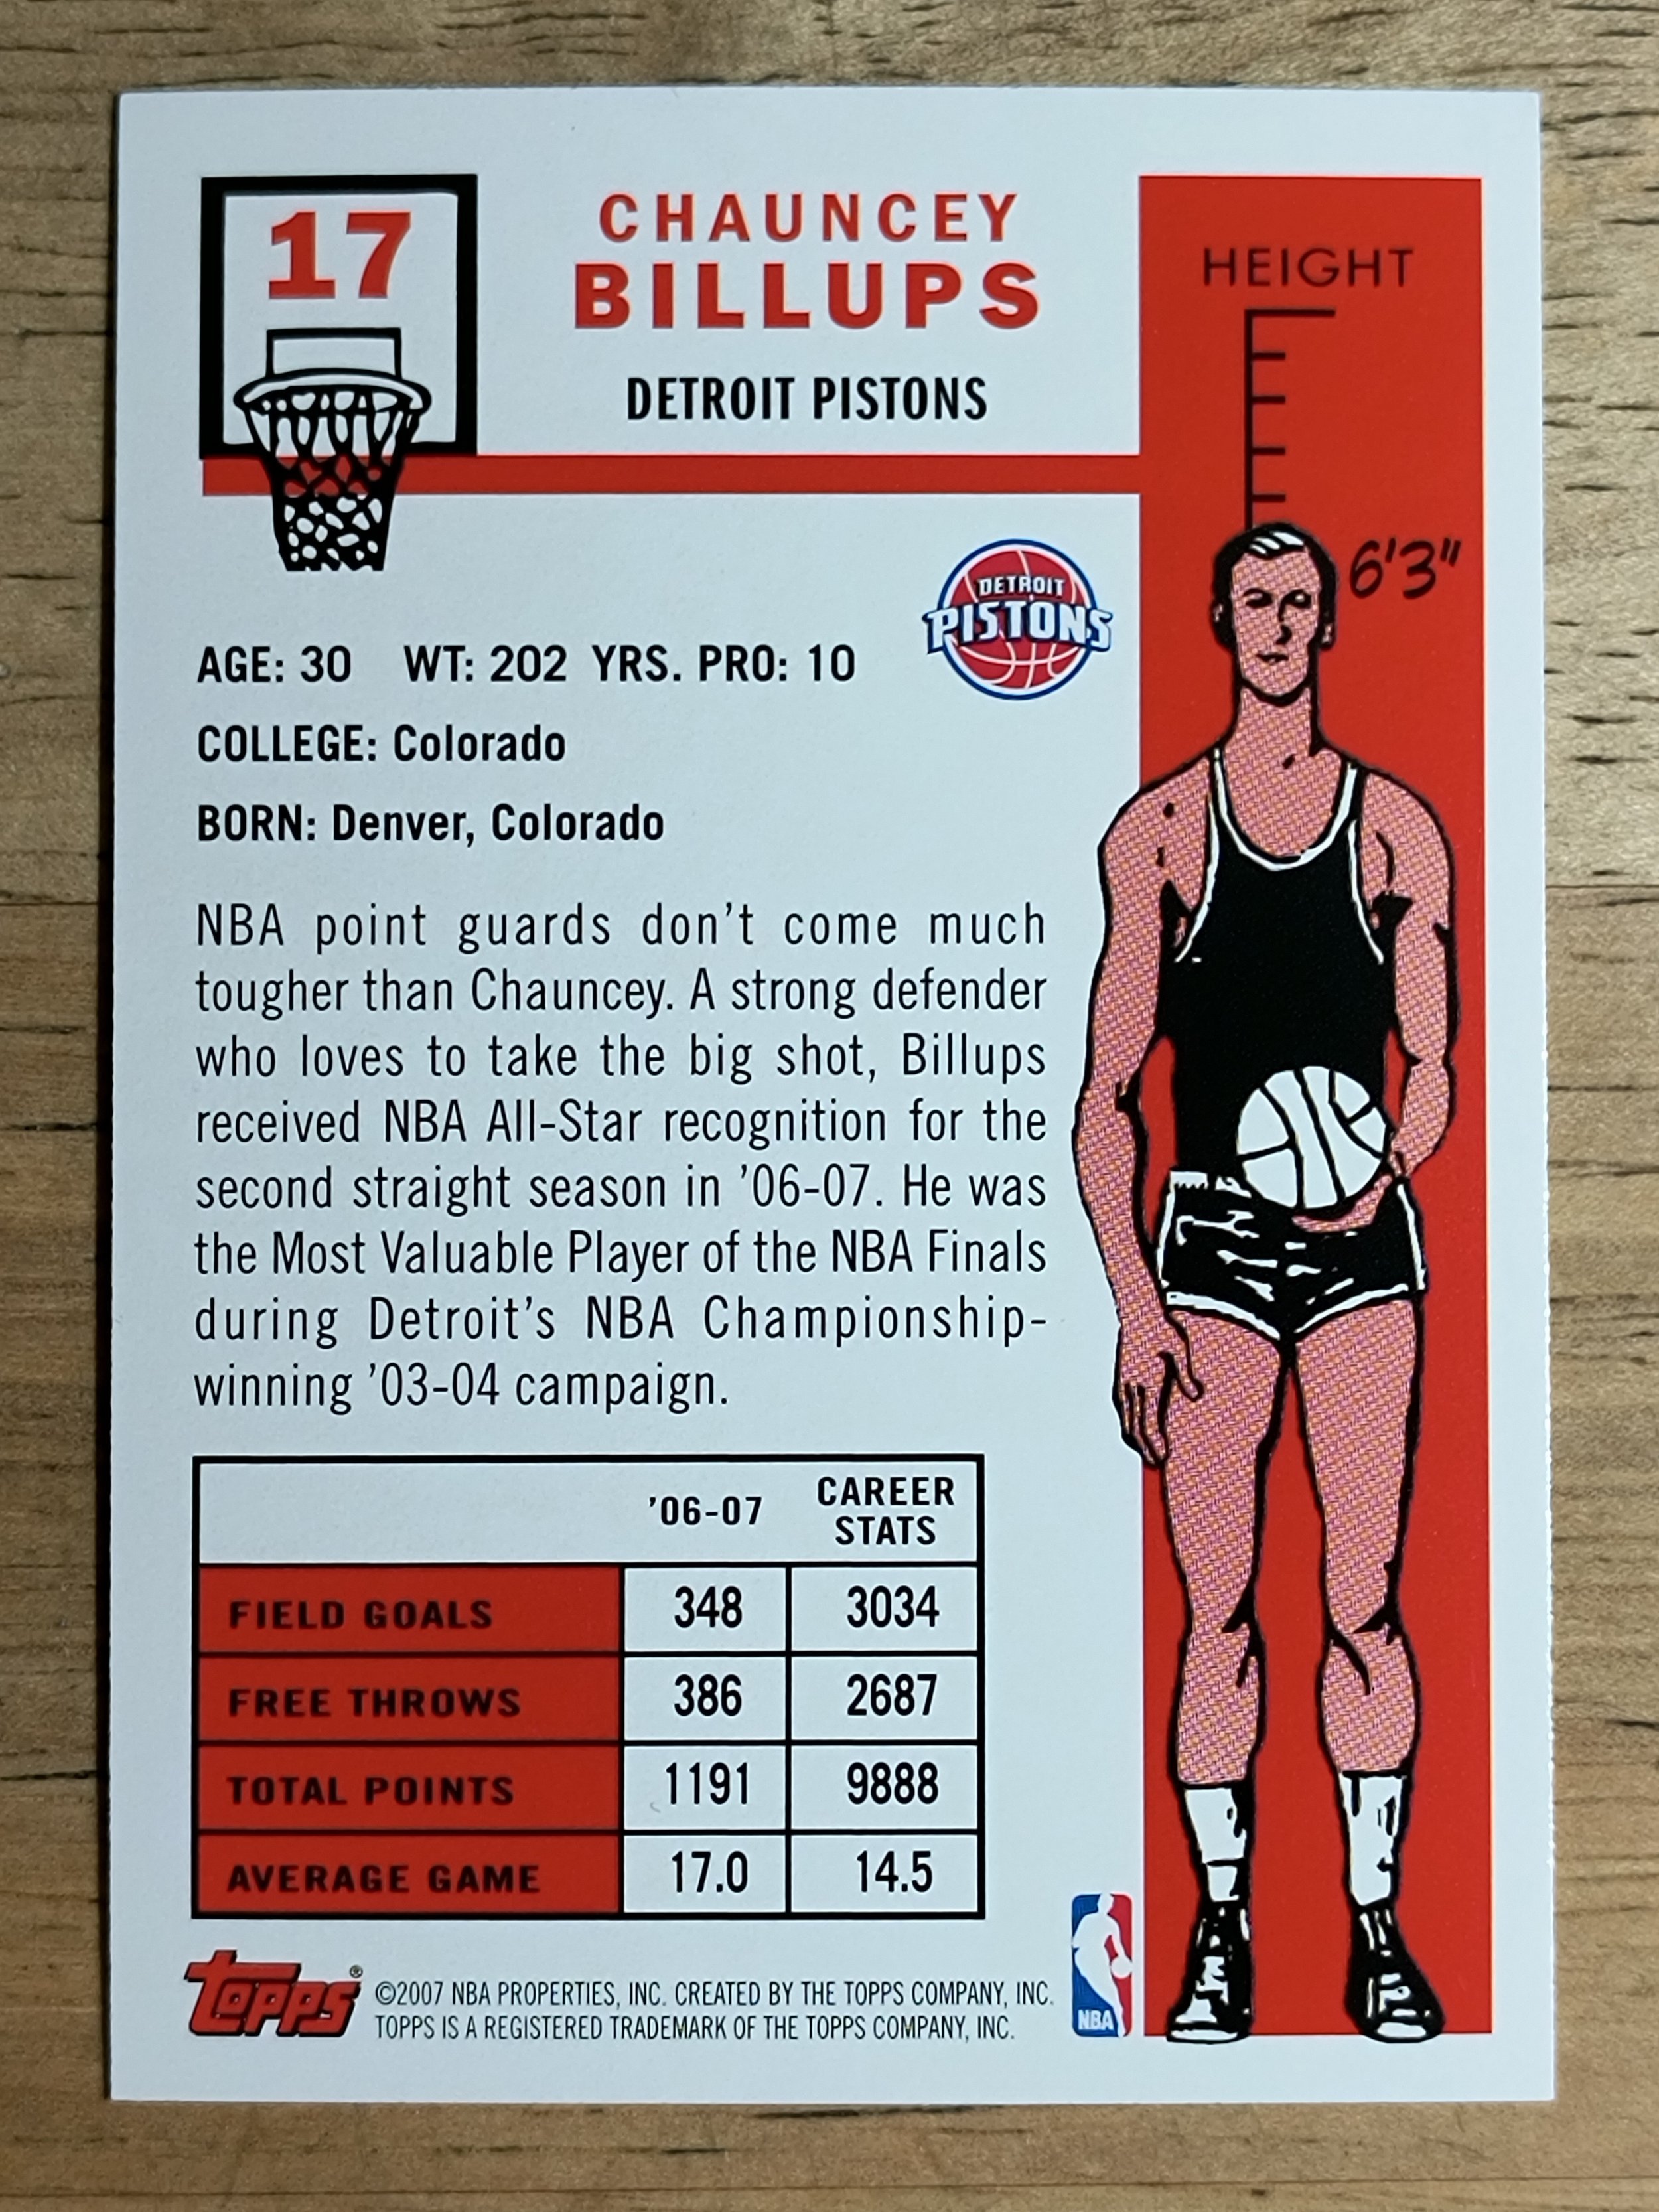 17
CHAUNCEY
BILLUPS
DETROIT PISTONS
HEIGHT
6'3"
DETROIT
PISTONS
AGE: 30 WT: 202 YRS. PRO: 10
COLLEGE: Colorado
BORN: Denver, Colorado
NBA point guards don't come much
tougher than Chauncey. A strong defender
who loves to take the big shot, Billups
received NBA All-Star recognition for the
second straight season in '06-07. He was
the Most Valuable Player of the NBA Finals
during Detroit's NBA Championship-
winning '03-04 campaign.
'06-07 CAREER STATS
FIELD GOALS 348 3034
FREE THROWS 386 2687
TOTAL POINTS 1191 9888
AVERAGE GAME 17.0 14.5
topps®
©2007 NBA PROPERTIES, INC. CREATED BY THE TOPPS COMPANY, INC.
TOPPS IS A REGISTERED TRADEMARK OF THE TOPPS COMPANY, INC.
NBA